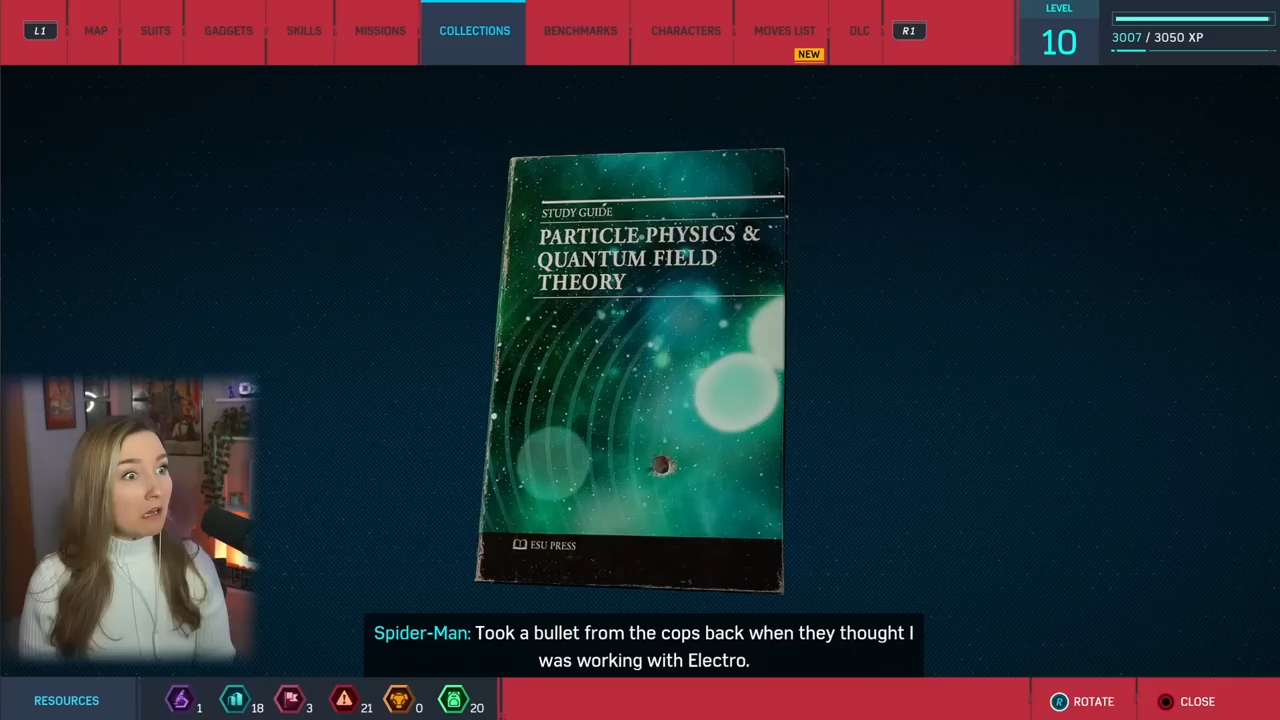 L1 MAP SUITS GADGETS SKILLS MISSIONS COLLECTIONS BENCHMARKS CHARACTERS MOVES LIST DLC R1
NEW
LEVEL
10
3007 / 3050 XP
STUDY GUIDE
PARTICLE PHYSICS &
QUANTUM FIELD
THEORY
ESU PRESS
Spider-Man: Took a bullet from the cops back when they thought I
was working with Electro.
RESOURCES 1 18 3 21 0 20 R ROTATE CLOSE